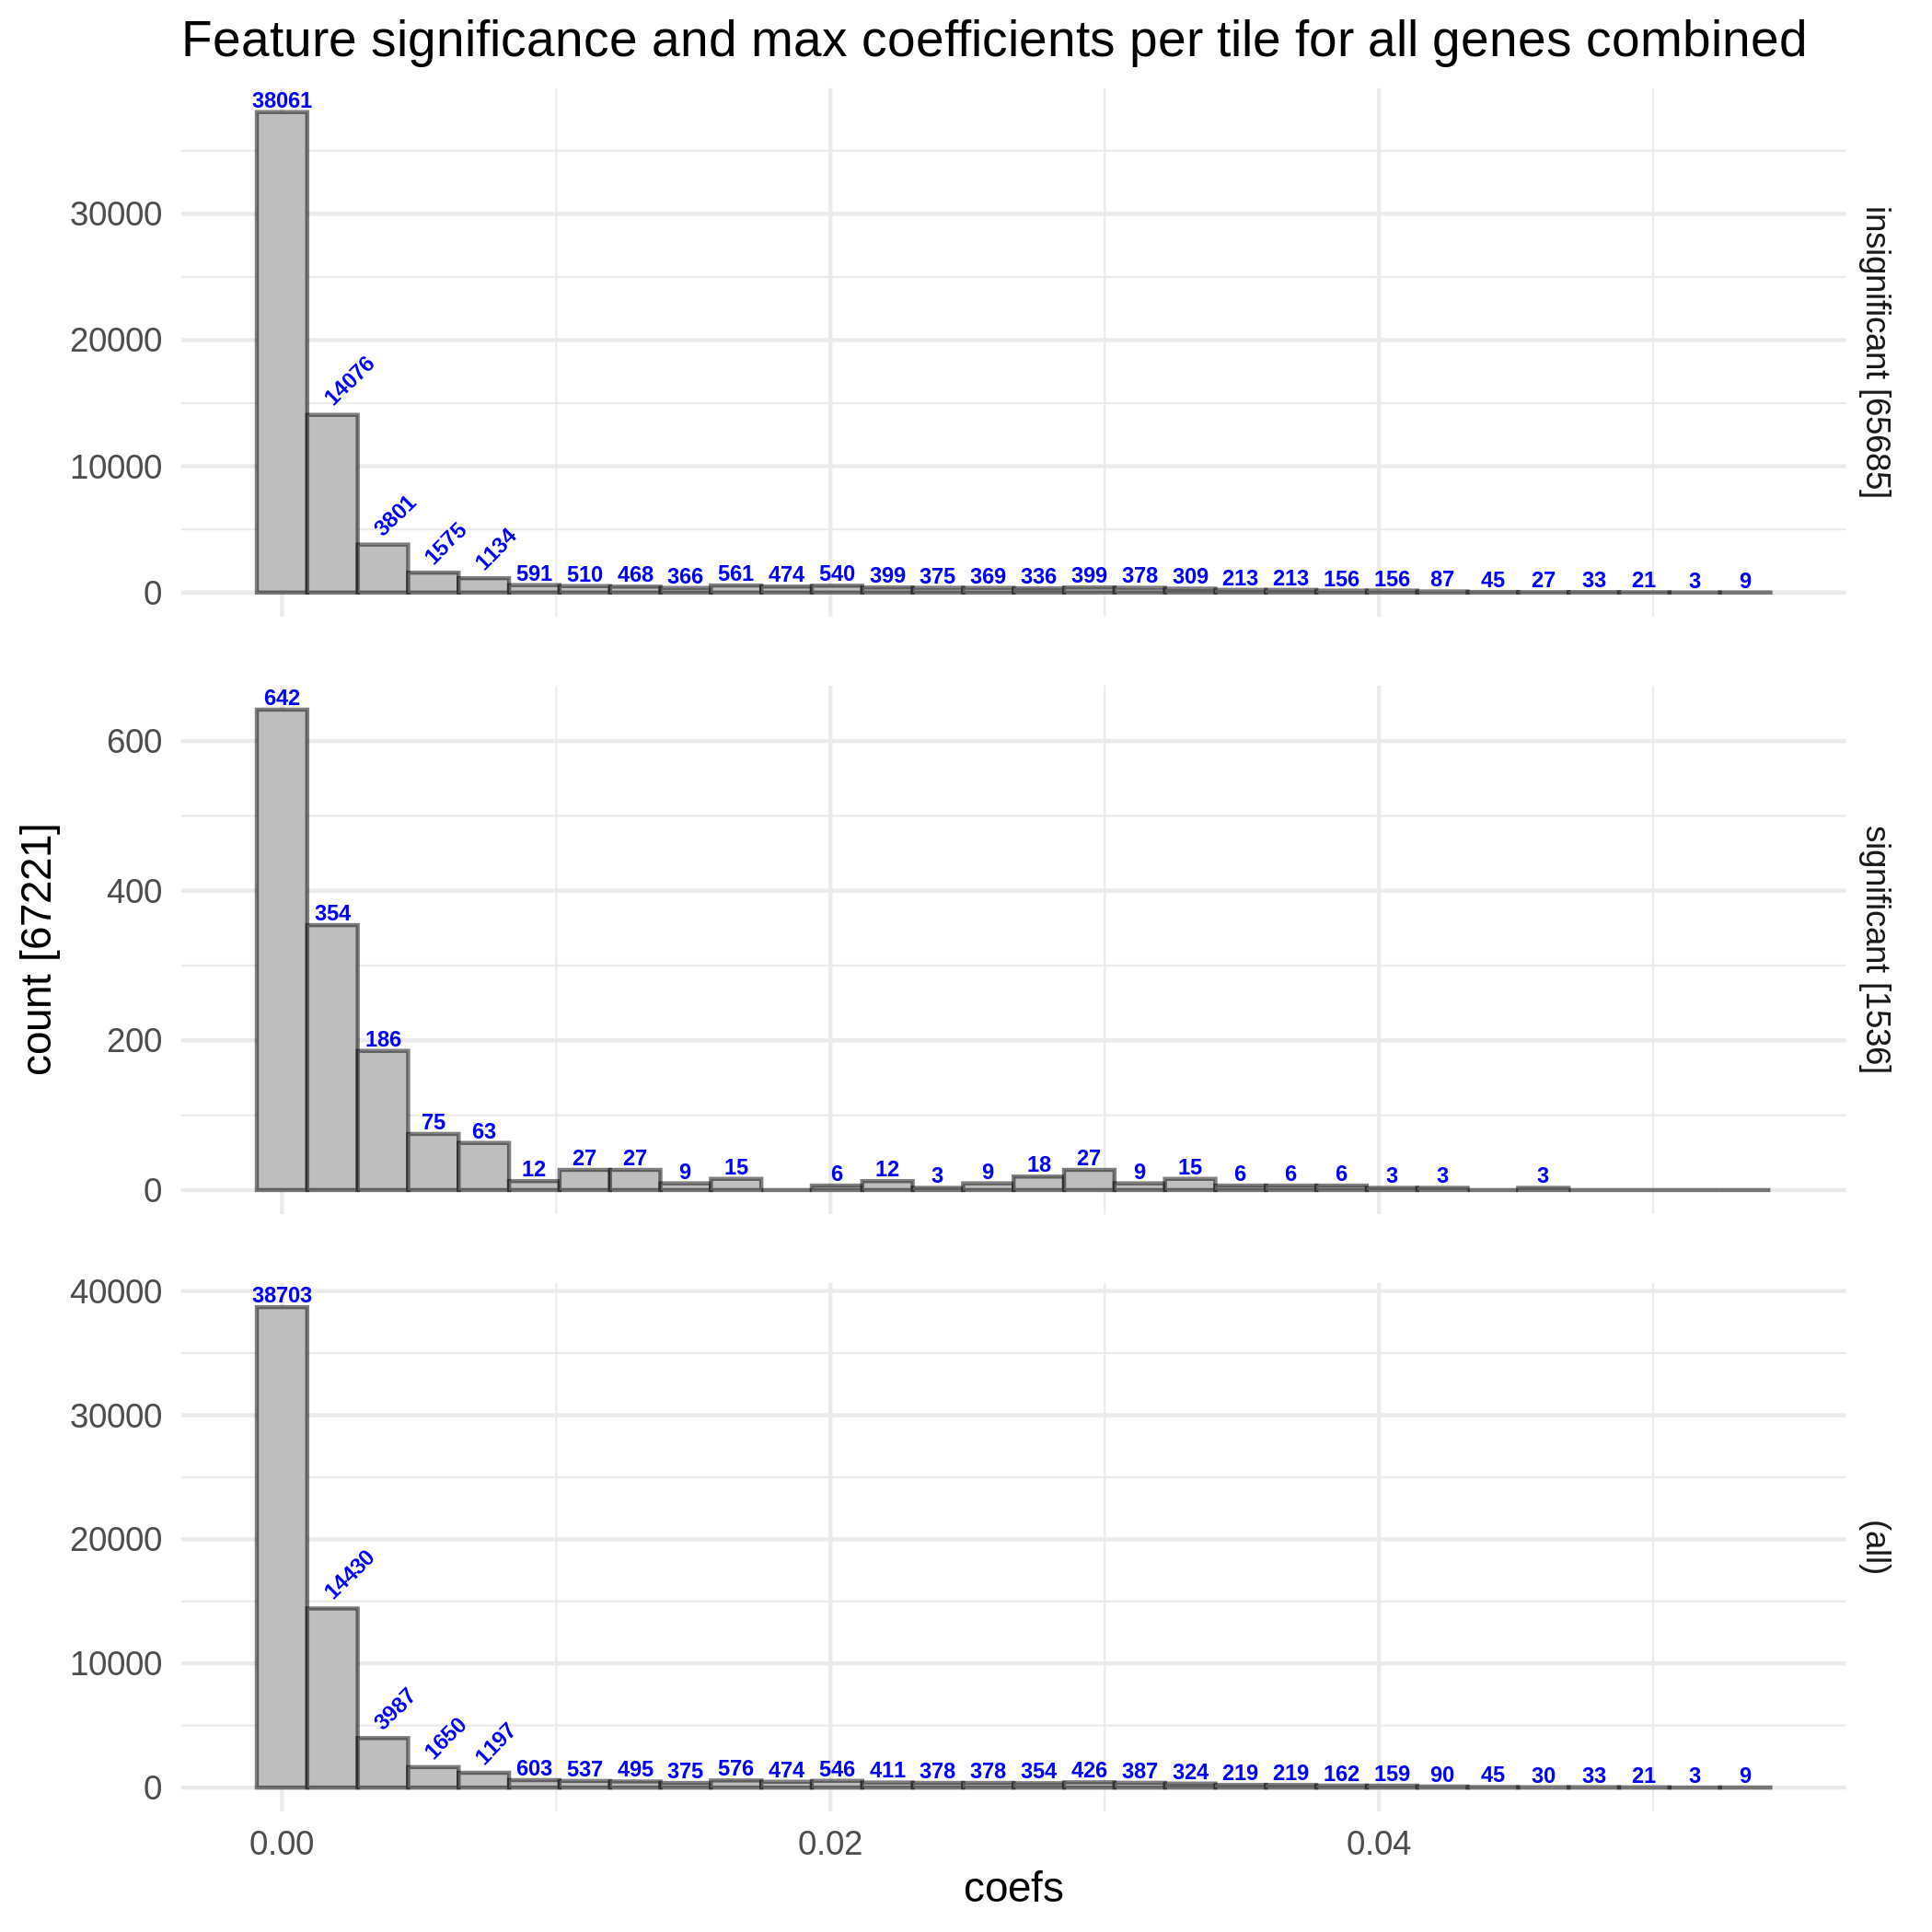 Feature significance and max coefficients per tile for all genes combined
count [67221]
30000
20000
10000
0
38061
14076
3801
1575
1134
591 510 468 366 561 474 540 399 375 369 336 399 378 309 213 213 156 156 87 45 27 33 21 3 9
insignificant [65685]
600
400
200
0
642
354
186
75
63
12 27 27 9 15 6 12 3 9 18 27 9 15 6 6 6 3 3 3
significant [1536]
40000
30000
20000
10000
0
38703
14430
3987
1650
1197
603 537 495 375 576 474 546 411 378 378 354 426 387 324 219 219 162 159 90 45 30 33 21 3 9
(all)
0.00 0.02 0.04
coefs